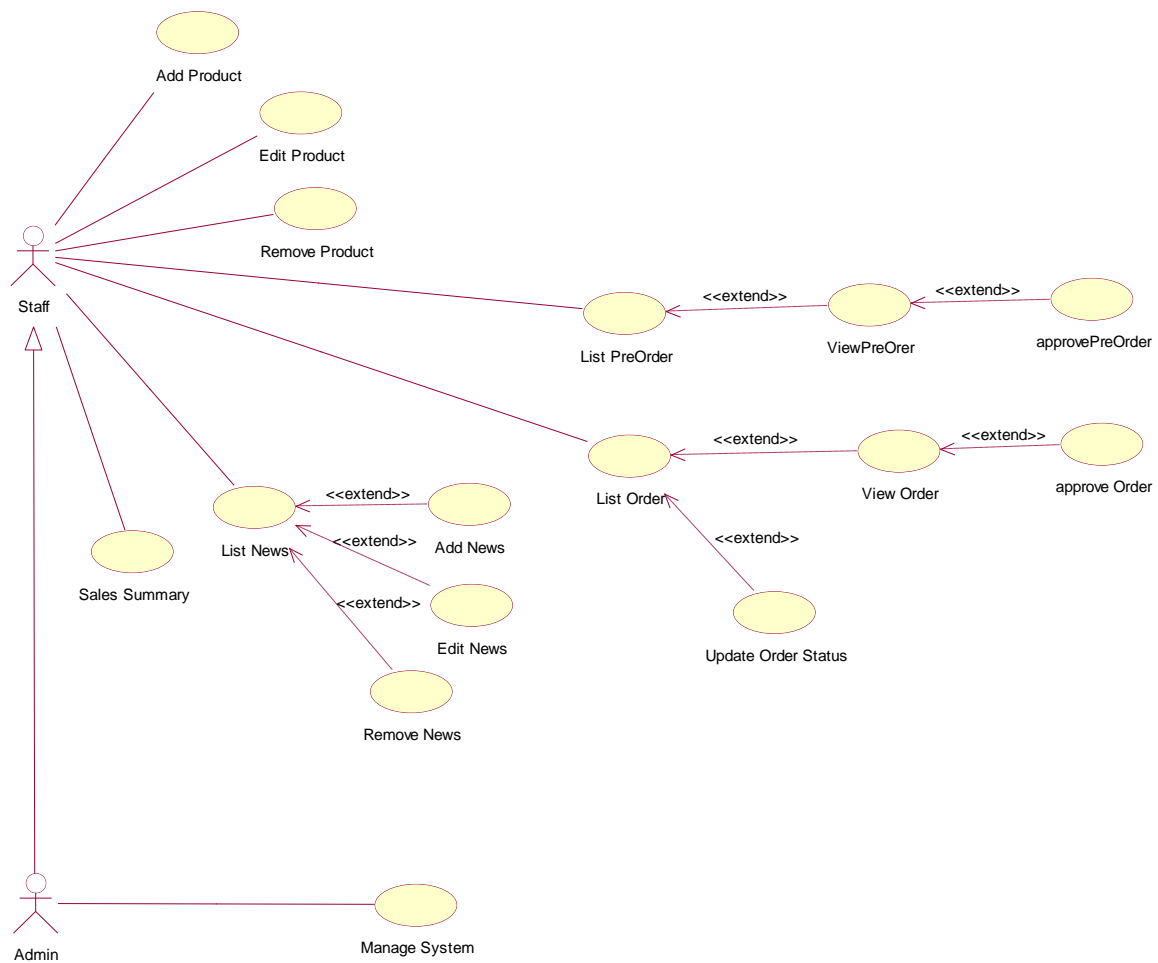 Add Product
Edit Product
Remove Product
Staff
<<extend>>
<<extend>>
List PreOrder
ViewPreOrer
approvePreOrder
<<extend>>
<<extend>>
List Order
View Order
approve Order
<<extend>>
List News
Add News
<<extend>>
<<extend>>
Sales Summary
<<extend>>
Edit News
Update Order Status
Remove News
Admin
Manage System